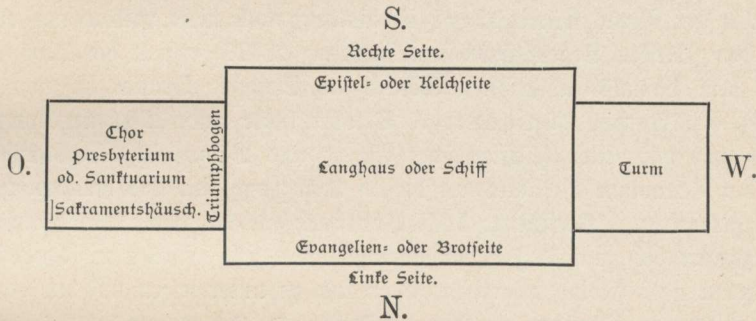 S.
Rechte Seite.
Epistel- oder Kelchseite
Chor
Presbyterium
od. Sanktuarium
Sakramentshäusch.
Triumphbogen
O.
Langhaus oder Schiff
Turm
W.
Evangelien- oder Brotseite
Linke Seite.
N.